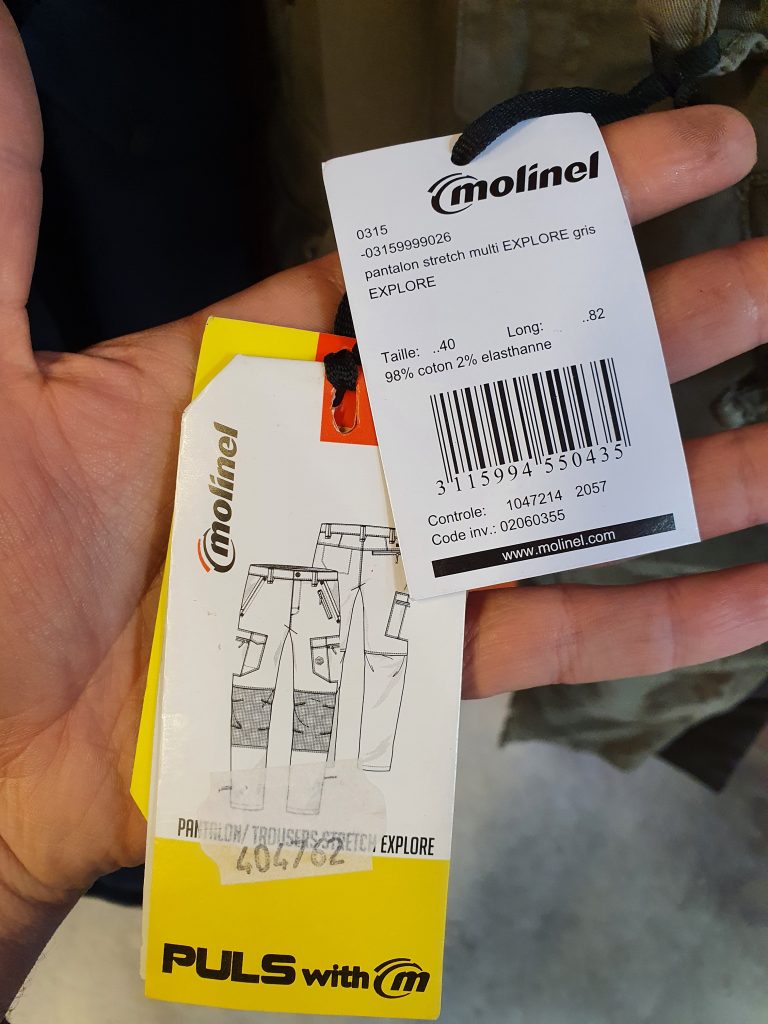 molinel
0315
-03159999026
pantalon stretch multi EXPLORE gris
EXPLORE
Taille: ..40 Long: ..82
98% coton 2% elasthanne
3 115994 550435
Controle: 1047214 2057
Code inv.: 02060355
www.molinel.com
molinel
PANTALON/ TROUSERS STRETCH EXPLORE
404762
PULS with m